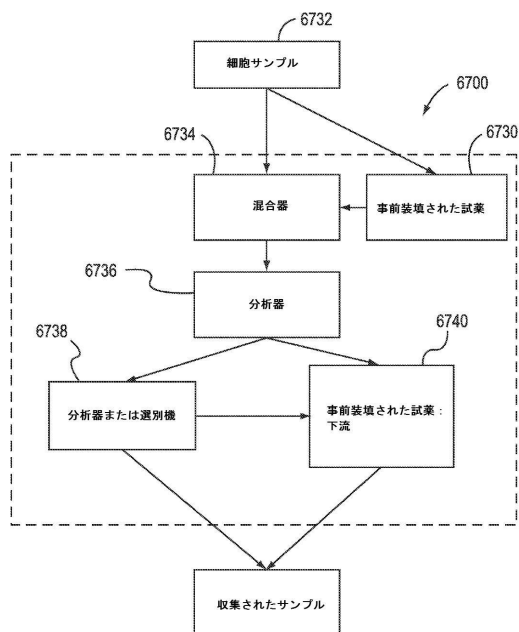 6732
細胞サンプル
6700
6734
6730
混合器
事前装填された試薬
6736
分析器
6738
6740
分析器または選別機
事前装填された試薬：
下流
収集されたサンプル